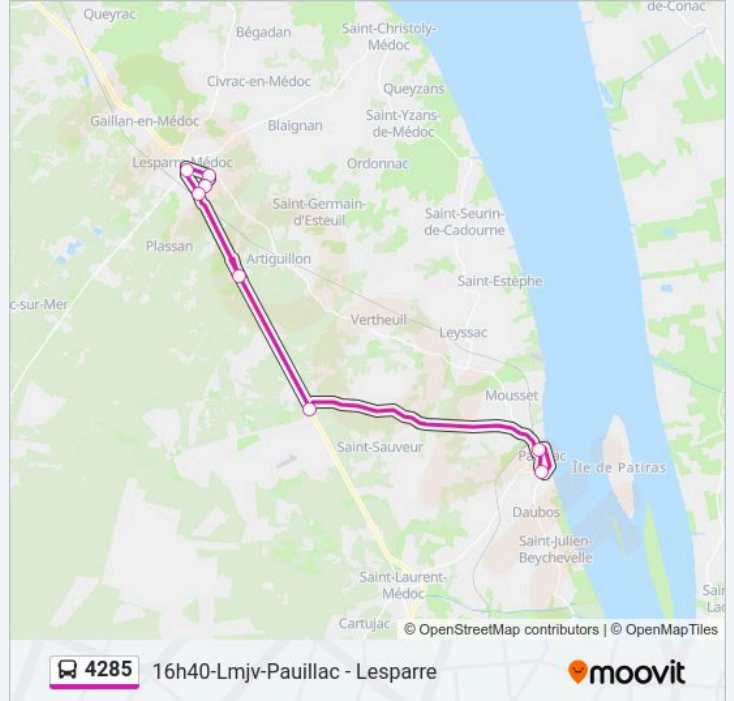 Queyrac
de-Conac
Saint-Christoly-
Médoc
Bégadan
Civrac-en-Médoc
Queyzans
Gaillan-en-Médoc
Saint-Yzans-
de-Médoc
Blaignan
Lesparre-Médoc
Ordonnac
Saint-Germain-
d'Esteuil
Saint-Seurin-
de-Cadourne
Plassan
Artiguillon
Saint-Estèphe
c-sur-Mer
Vertheuil
Leyssac
Mousset
Saint-Sauveur
Île de Patiras
Daubos
Saint-Julien-
Beychevelle
Saint-Laurent-
Médoc
Cartujac
© OpenStreetMap contributors | © OpenMapTiles
4285 16h40-Lmjv-Pauillac - Lesparre
moovit